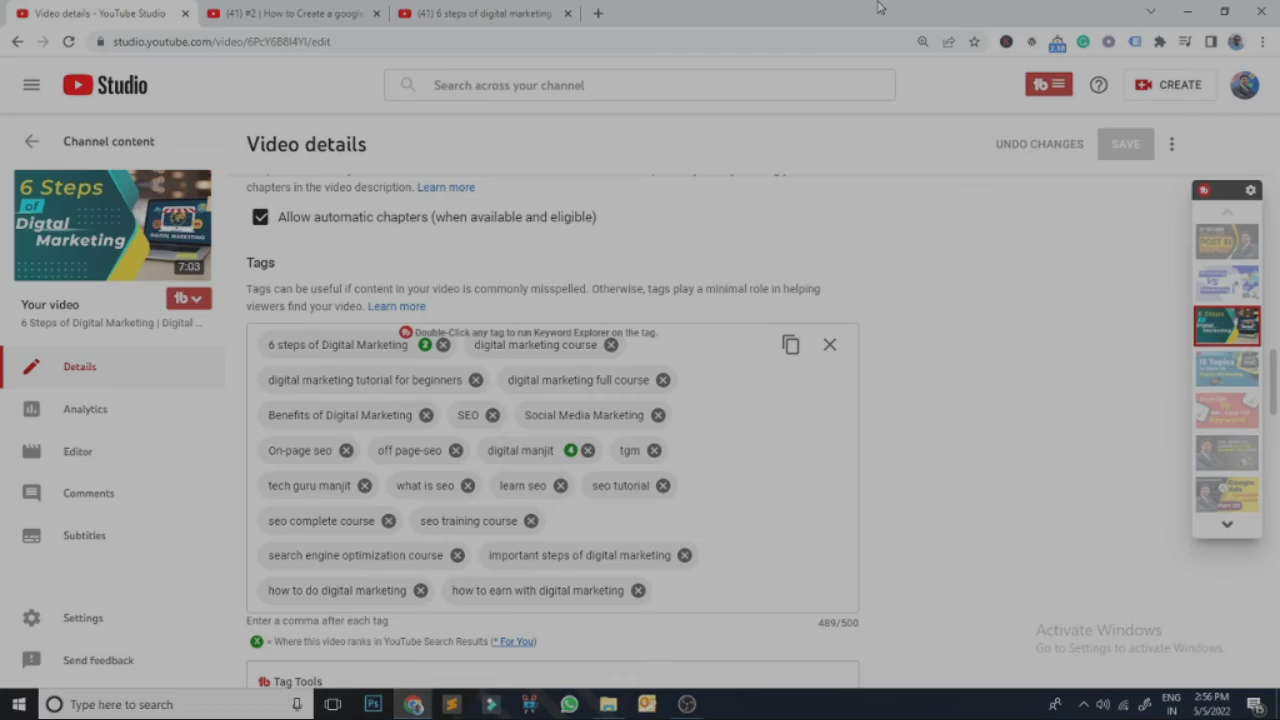 Video details - YouTube Studio
(41) #2 | How to Create a google
(41) 6 steps of digital marketing
studio.youtube.com/video/6PcY6B8I4YI/edit
2.18
Studio
Search across your channel
CREATE
Channel content
Video details
UNDO CHANGES
SAVE
6 Steps
of
Digtal
Marketing
DIGITAL MARKETING
7:03
chapters in the video description. Learn more
Allow automatic chapters (when available and eligible)
Tags
Tags can be useful if content in your video is commonly misspelled. Otherwise, tags play a minimal role in helping
viewers find your video. Learn more
Your video
6 Steps of Digital Marketing | Digital ...
Double-Click any tag to run Keyword Explorer on the tag.
6 steps of Digital Marketing 2 digital marketing course
digital marketing tutorial for beginners digital marketing full course
Benefits of Digital Marketing SEO Social Media Marketing
On-page seo off page-seo digital manjit 4 tgm
tech guru manjit what is seo learn seo seo tutorial
seo complete course seo training course
search engine optimization course important steps of digital marketing
how to do digital marketing how to earn with digital marketing
Enter a comma after each tag
489/500
X = Where this video ranks in YouTube Search Results (* For You)
Tag Tools
Details
Analytics
Editor
Comments
Subtitles
Settings
Send feedback
Activate Windows
Go to Settings to activate Windows.
Type here to search
ENG
IN
2:56 PM
5/5/2022
15